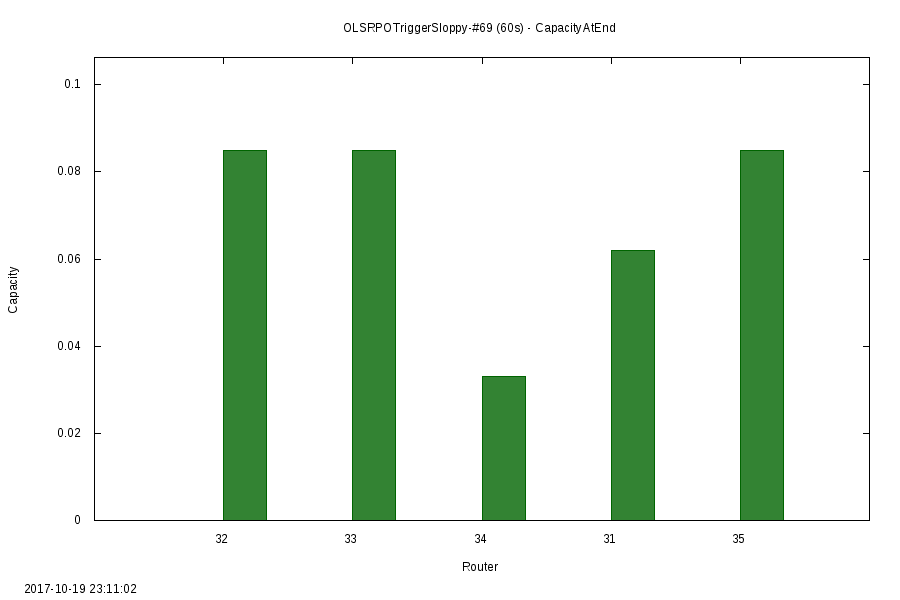 OLSRPOTriggerSloppy-#69 (60s) - CapacityAtEnd
0.1
0.08
0.06
0.04
0.02
0
Capacity
32 33 34 31 35
Router
2017-10-19 23:11:02